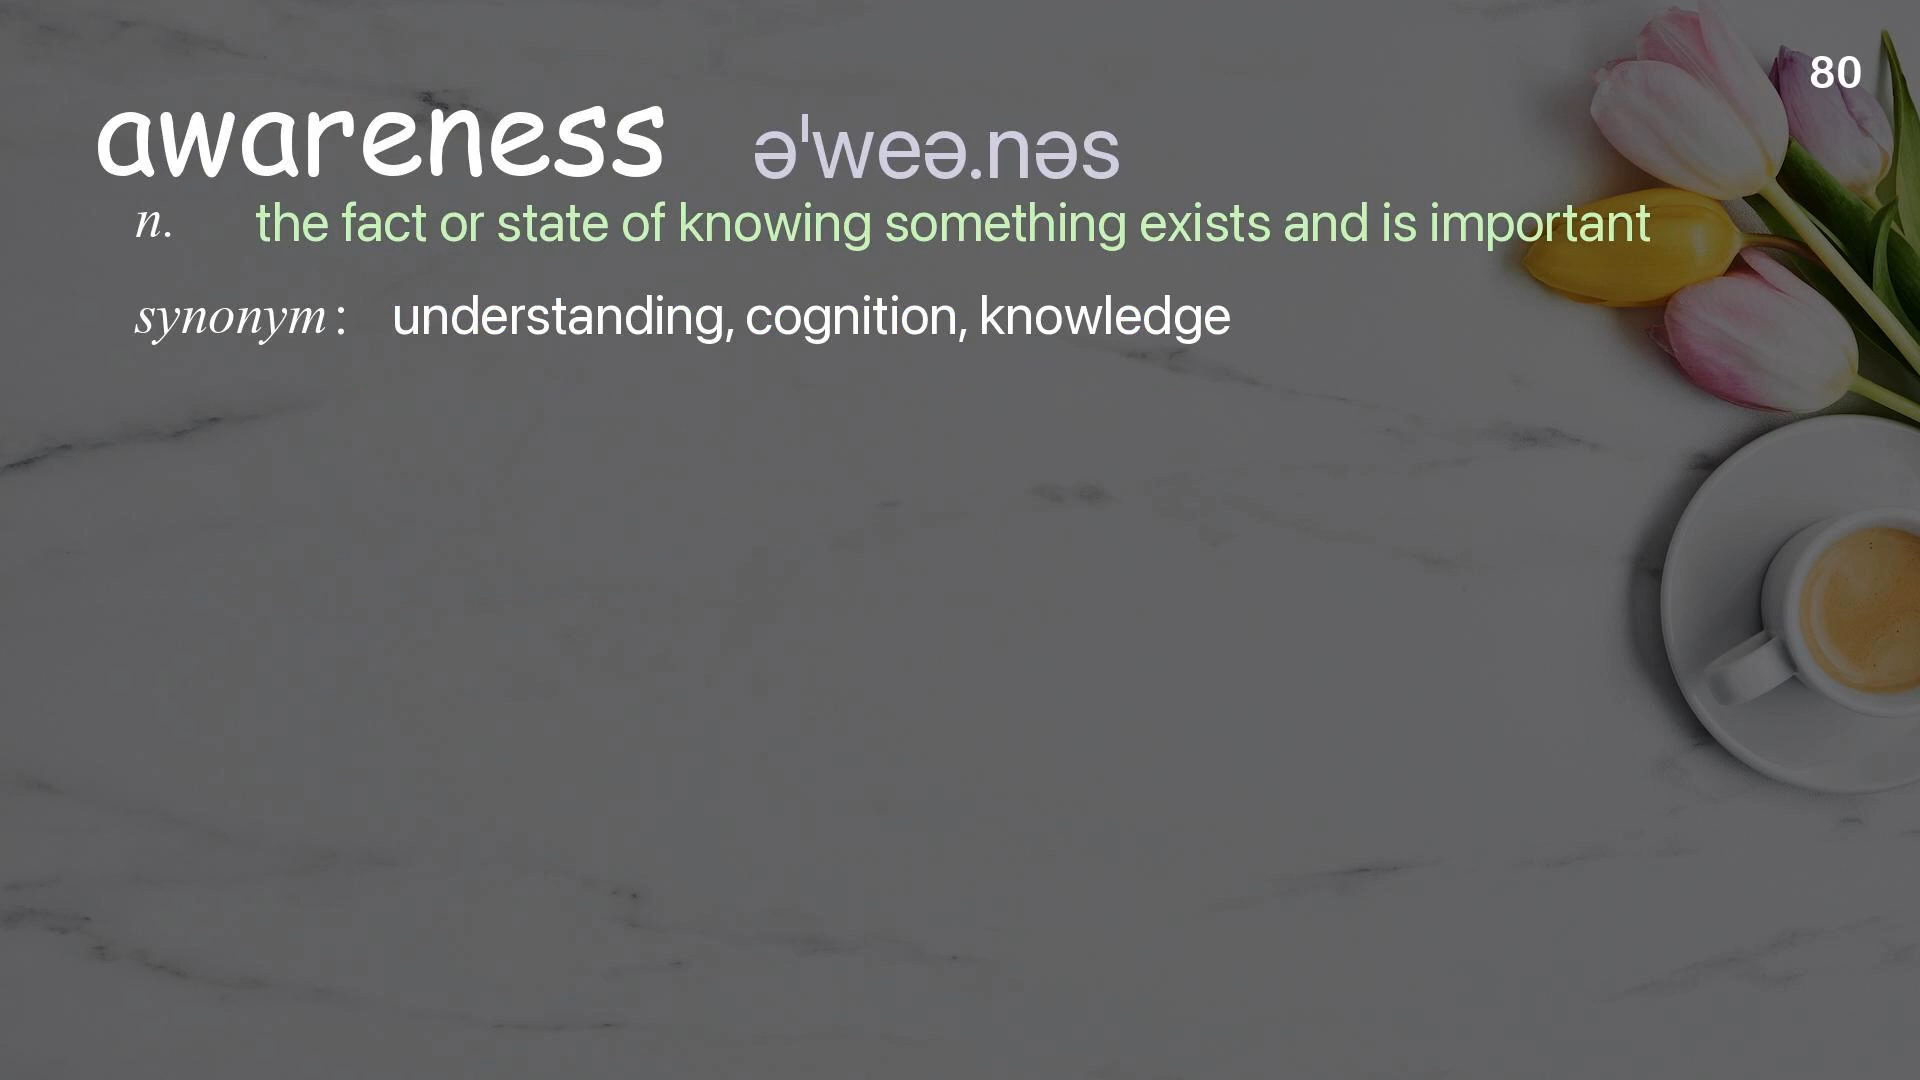 80
awareness əˈweə.nəs
n. the fact or state of knowing something exists and is important
synonym: understanding, cognition, knowledge